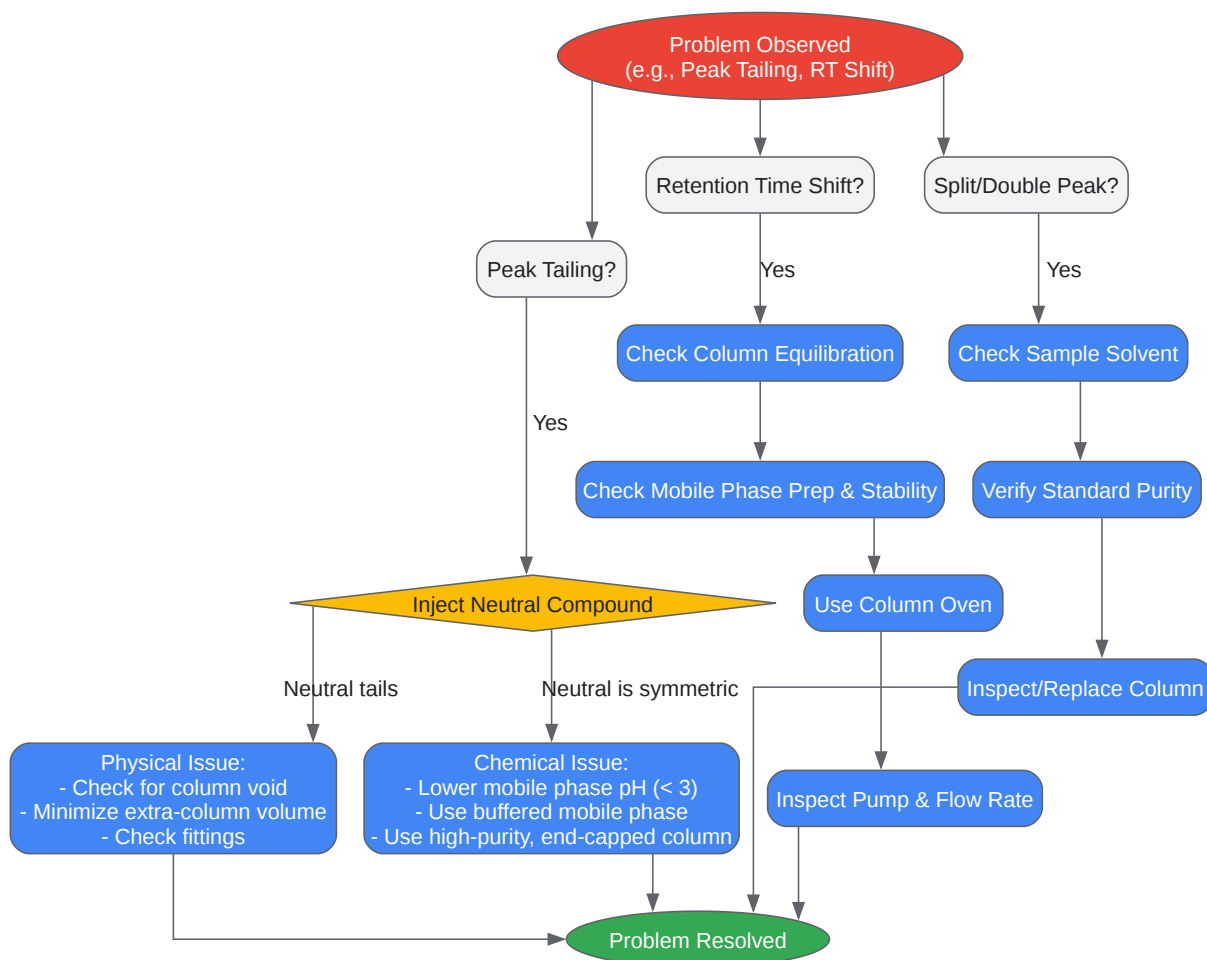 Problem Observed
(e.g., Peak Tailing, RT Shift)
Retention Time Shift?
Split/Double Peak?
Peak Tailing?
Yes
Yes
Check Column Equilibration
Check Sample Solvent
Yes
Check Mobile Phase Prep & Stability
Verify Standard Purity
Inject Neutral Compound
Use Column Oven
Neutral tails
Neutral is symmetric
Inspect/Replace Column
Physical Issue:
- Check for column void
- Minimize extra-column volume
- Check fittings
Chemical Issue:
- Lower mobile phase pH (< 3)
- Use buffered mobile phase
- Use high-purity, end-capped column
Inspect Pump & Flow Rate
Problem Resolved